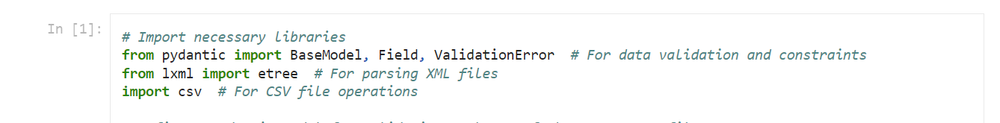 In [1]:
# Import necessary libraries
from pydantic import BaseModel, Field, ValidationError  # For data validation and constraints
from lxml import etree  # For parsing XML files
import csv  # For CSV file operations